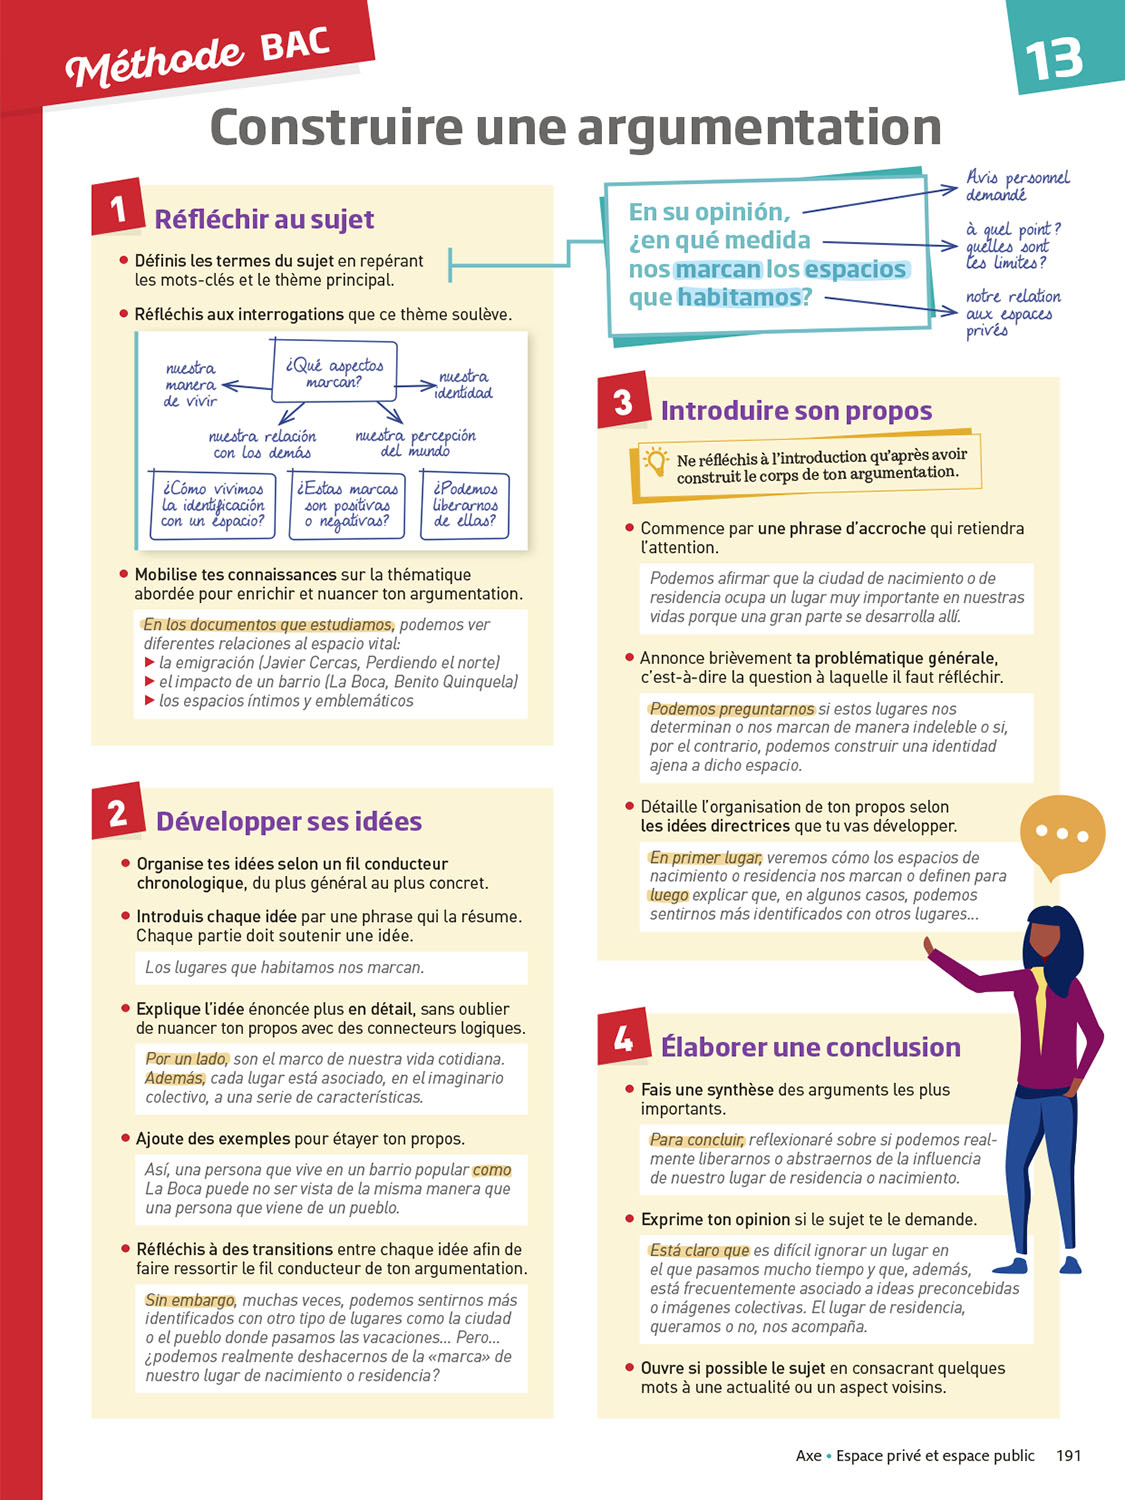 Méthode BAC
13
Construire une argumentation
1
Réfléchir au sujet
• Définis les termes du sujet en repérant
les mots-clés et le thème principal.
• Réfléchis aux interrogations que ce thème soulève.
¿Qué aspectos
marcan?
nuestra
manera
de vivir
nuestra
identidad
nuestra relación
con los demás
nuestra percepción
del mundo
¿Cómo vivimos
la identificación
con un espacio?
¿Estas marcas
son positivas
o negativas?
¿Podemos
liberarnos
de ellas?
• Mobilise tes connaissances sur la thématique
abordée pour enrichir et nuancer ton argumentation.
En los documentos que estudiamos, podemos ver
diferentes relaciones al espacio vital:
▶ la emigración (Javier Cercas, Perdiendo el norte)
▶ el impacto de un barrio (La Boca, Benito Quinquela)
▶ los espacios íntimos y emblemáticos
2
Développer ses idées
• Organise tes idées selon un fil conducteur
chronologique, du plus général au plus concret.
• Introduis chaque idée par une phrase qui la résume.
Chaque partie doit soutenir une idée.
Los lugares que habitamos nos marcan.
• Explique l'idée énoncée plus en détail, sans oublier
de nuancer ton propos avec des connecteurs logiques.
Por un lado, son el marco de nuestra vida cotidiana.
Además, cada lugar está asociado, en el imaginario
colectivo, a una serie de características.
• Ajoute des exemples pour étayer ton propos.
Así, una persona que vive en un barrio popular como
La Boca puede no ser vista de la misma manera que
una persona que viene de un pueblo.
• Réfléchis à des transitions entre chaque idée afin de
faire ressortir le fil conducteur de ton argumentation.
Sin embargo, muchas veces, podemos sentirnos más
identificados con otro tipo de lugares como la ciudad
o el pueblo donde pasamos las vacaciones... Pero...
¿podemos realmente deshacernos de la «marca» de
nuestro lugar de nacimiento o residencia?
En su opinión,
¿en qué medida
nos marcan los espacios
que habitamos?
Avis personnel
demandé
à quel point ?
quelles sont
les limites ?
notre relation
aux espaces
privés
3
Introduire son propos
Ne réfléchis à l'introduction qu'après avoir
construit le corps de ton argumentation.
• Commence par une phrase d'accroche qui retiendra
l'attention.
Podemos afirmar que la ciudad de nacimiento o de
residencia ocupa un lugar muy importante en nuestras
vidas porque una gran parte se desarrolla allí.
• Annonce brièvement ta problématique générale,
c'est-à-dire la question à laquelle il faut réfléchir.
Podemos preguntarnos si estos lugares nos
determinan o nos marcan de manera indeleble o si,
por el contrario, podemos construir una identidad
ajena a dicho espacio.
• Détaille l'organisation de ton propos selon
les idées directrices que tu vas développer.
En primer lugar, veremos cómo los espacios de
nacimiento o residencia nos marcan o definen para
luego explicar que, en algunos casos, podemos
sentirnos más identificados con otros lugares...
4
Élaborer une conclusion
• Fais une synthèse des arguments les plus
importants.
Para concluir, reflexionaré sobre si podemos real-
mente liberarnos o abstraernos de la influencia
de nuestro lugar de residencia o nacimiento.
• Exprime ton opinion si le sujet te le demande.
Está claro que es difícil ignorar un lugar en
el que pasamos mucho tiempo y que, además,
está frecuentemente asociado a ideas preconcebidas
o imágenes colectivas. El lugar de residencia,
queramos o no, nos acompaña.
• Ouvre si possible le sujet en consacrant quelques
mots à une actualité ou un aspect voisins.
Axe • Espace privé et espace public 191